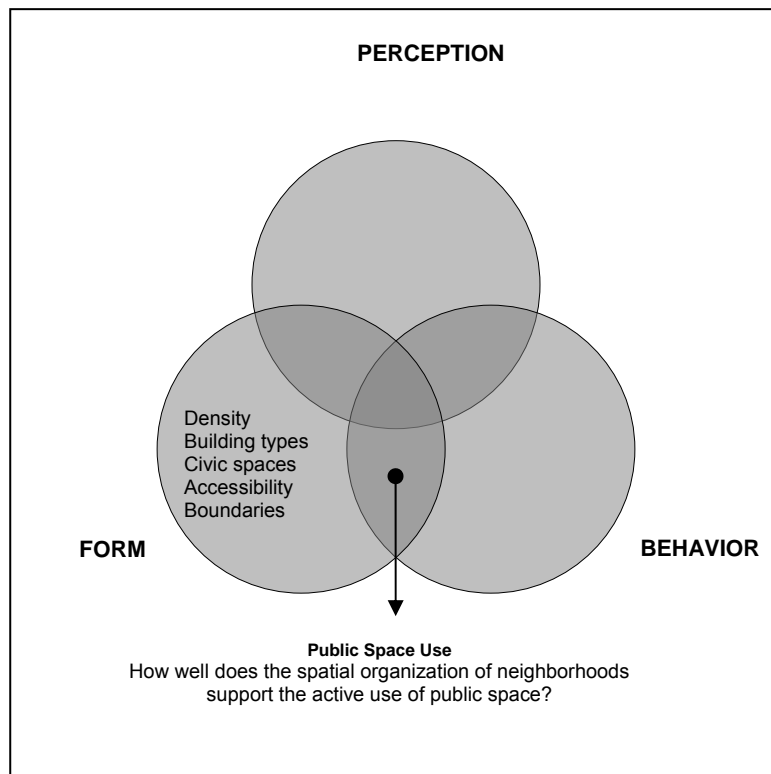 PERCEPTION
Density
Building types
Civic spaces
Accessibility
Boundaries
FORM
BEHAVIOR
Public Space Use
How well does the spatial organization of neighborhoods
support the active use of public space?